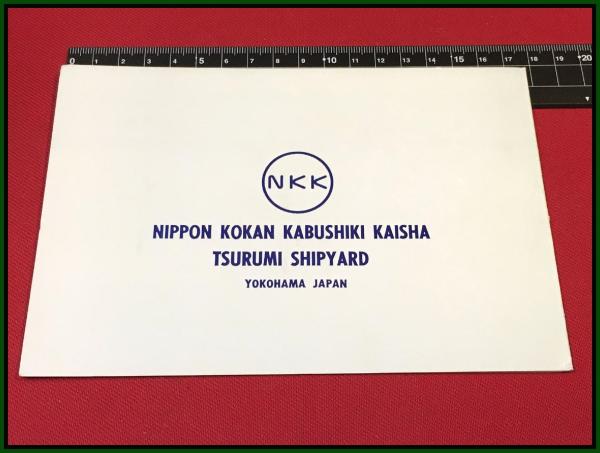 0 1 2 3 4 5 6 7 8 9 10 11 12 13 14 15 16 17 18 19 20
NKK
NIPPON KOKAN KABUSHIKI KAISHA
TSURUMI SHIPYARD
YOKOHAMA JAPAN